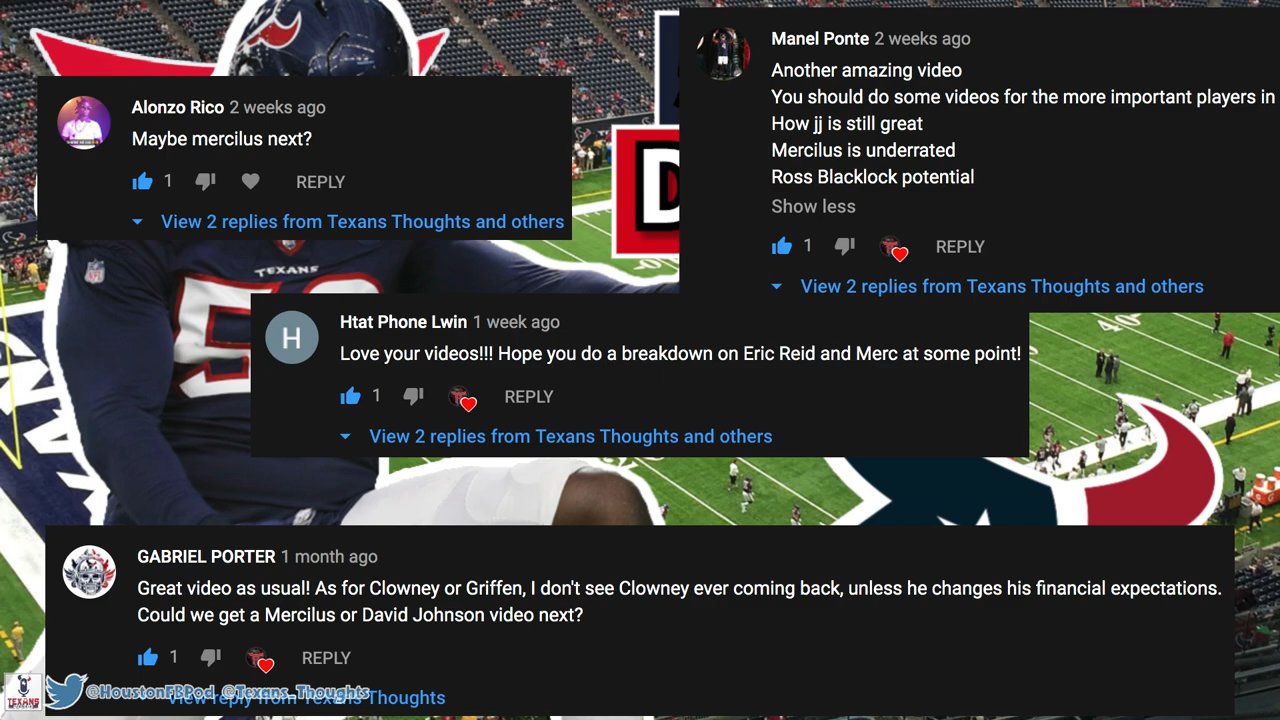 Alonzo Rico 2 weeks ago
Maybe mercilus next?
1 REPLY
View 2 replies from Texans Thoughts and others
Manel Ponte 2 weeks ago
Another amazing video
You should do some videos for the more important players in
How jj is still great
Mercilus is underrated
Ross Blacklock potential
Show less
1 REPLY
View 2 replies from Texans Thoughts and others
D
TEXANS
Htat Phone Lwin 1 week ago
H
Love your videos!!! Hope you do a breakdown on Eric Reid and Merc at some point!
1 REPLY
View 2 replies from Texans Thoughts and others
40
GABRIEL PORTER 1 month ago
Great video as usual! As for Clowney or Griffen, I don't see Clowney ever coming back, unless he changes his financial expectations.
Could we get a Mercilus or David Johnson video next?
1 REPLY
View reply from Texans Thoughts
TEXANS
@HoustonFBPod @Texans_Thoughts